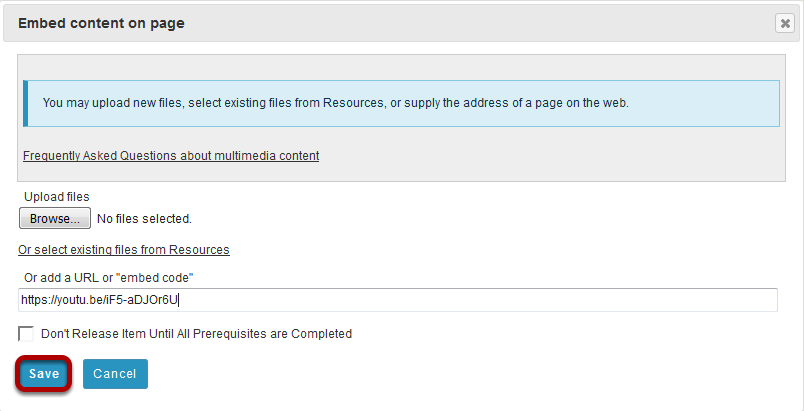 Embed content on page
You may upload new files, select existing files from Resources, or supply the address of a page on the web.
Frequently Asked Questions about multimedia content
Upload files
Browse... No files selected.
Or select existing files from Resources
Or add a URL or "embed code"
https://youtu.be/iF5-aDJOr6U
Don't Release Item Until All Prerequisites are Completed
Save Cancel